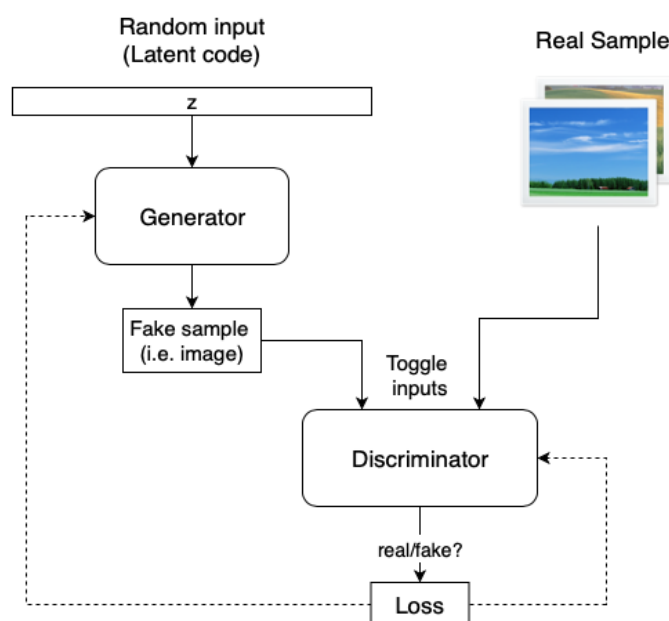 Random input
(Latent code)
Real Sample
z
Generator
Fake sample
(i.e. image)
Toggle
inputs
Discriminator
real/fake?
Loss